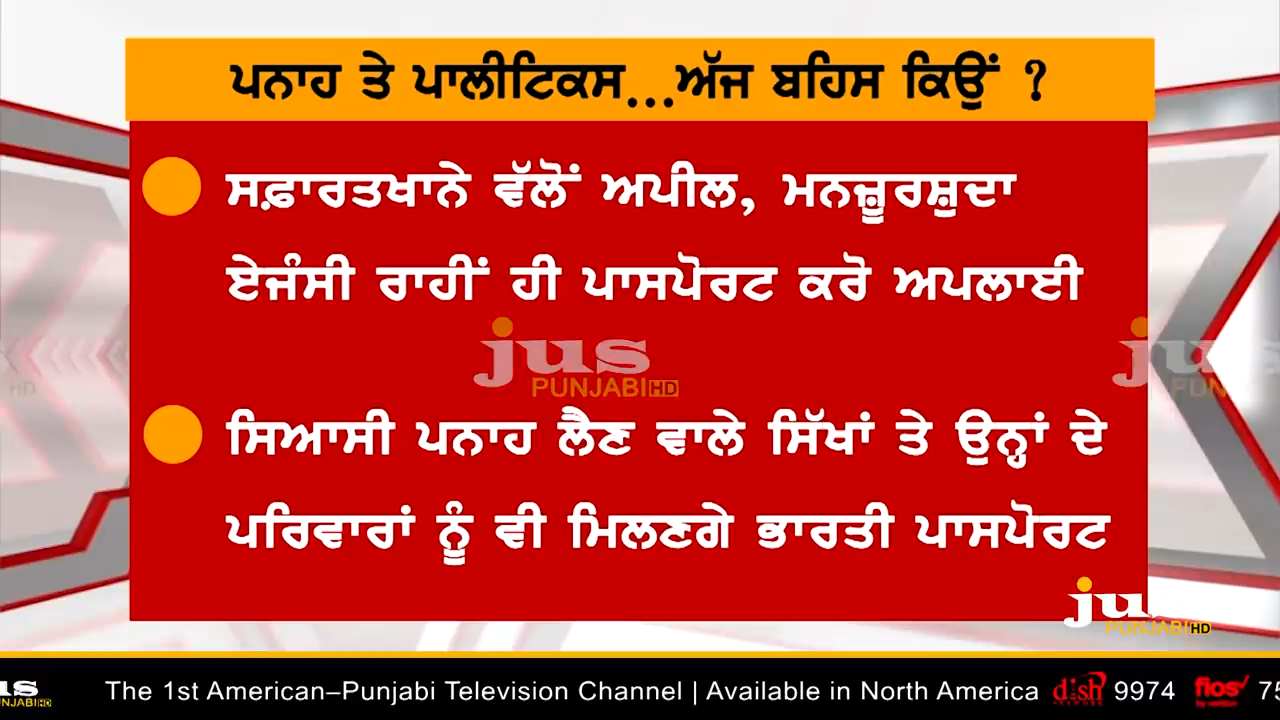 ਪਨਾਹ ਤੇ ਪਾਲੀਟਿਕਸ...ਅੱਜ ਬਹਿਸ ਕਿਉਂ ?
ਸਫ਼ਾਰਤਖਾਨੇ ਵੱਲੋਂ ਅਪੀਲ, ਮਨਜ਼ੂਰਸ਼ੁਦਾ
ਏਜੰਸੀ ਰਾਹੀਂ ਹੀ ਪਾਸਪੋਰਟ ਕਰੋ ਅਪਲਾਈ
jus
PUNJABI HD
ਸਿਆਸੀ ਪਨਾਹ ਲੈਣ ਵਾਲੇ ਸਿੱਖਾਂ ਤੇ ਉਨ੍ਹਾਂ ਦੇ
ਪਰਿਵਾਰਾਂ ਨੂੰ ਵੀ ਮਿਲਣਗੇ ਭਾਰਤੀ ਪਾਸਪੋਰਟ
jus
PUNJABI HD
The 1st American–Punjabi Television Channel | Available in North America dish 9974 fios 75